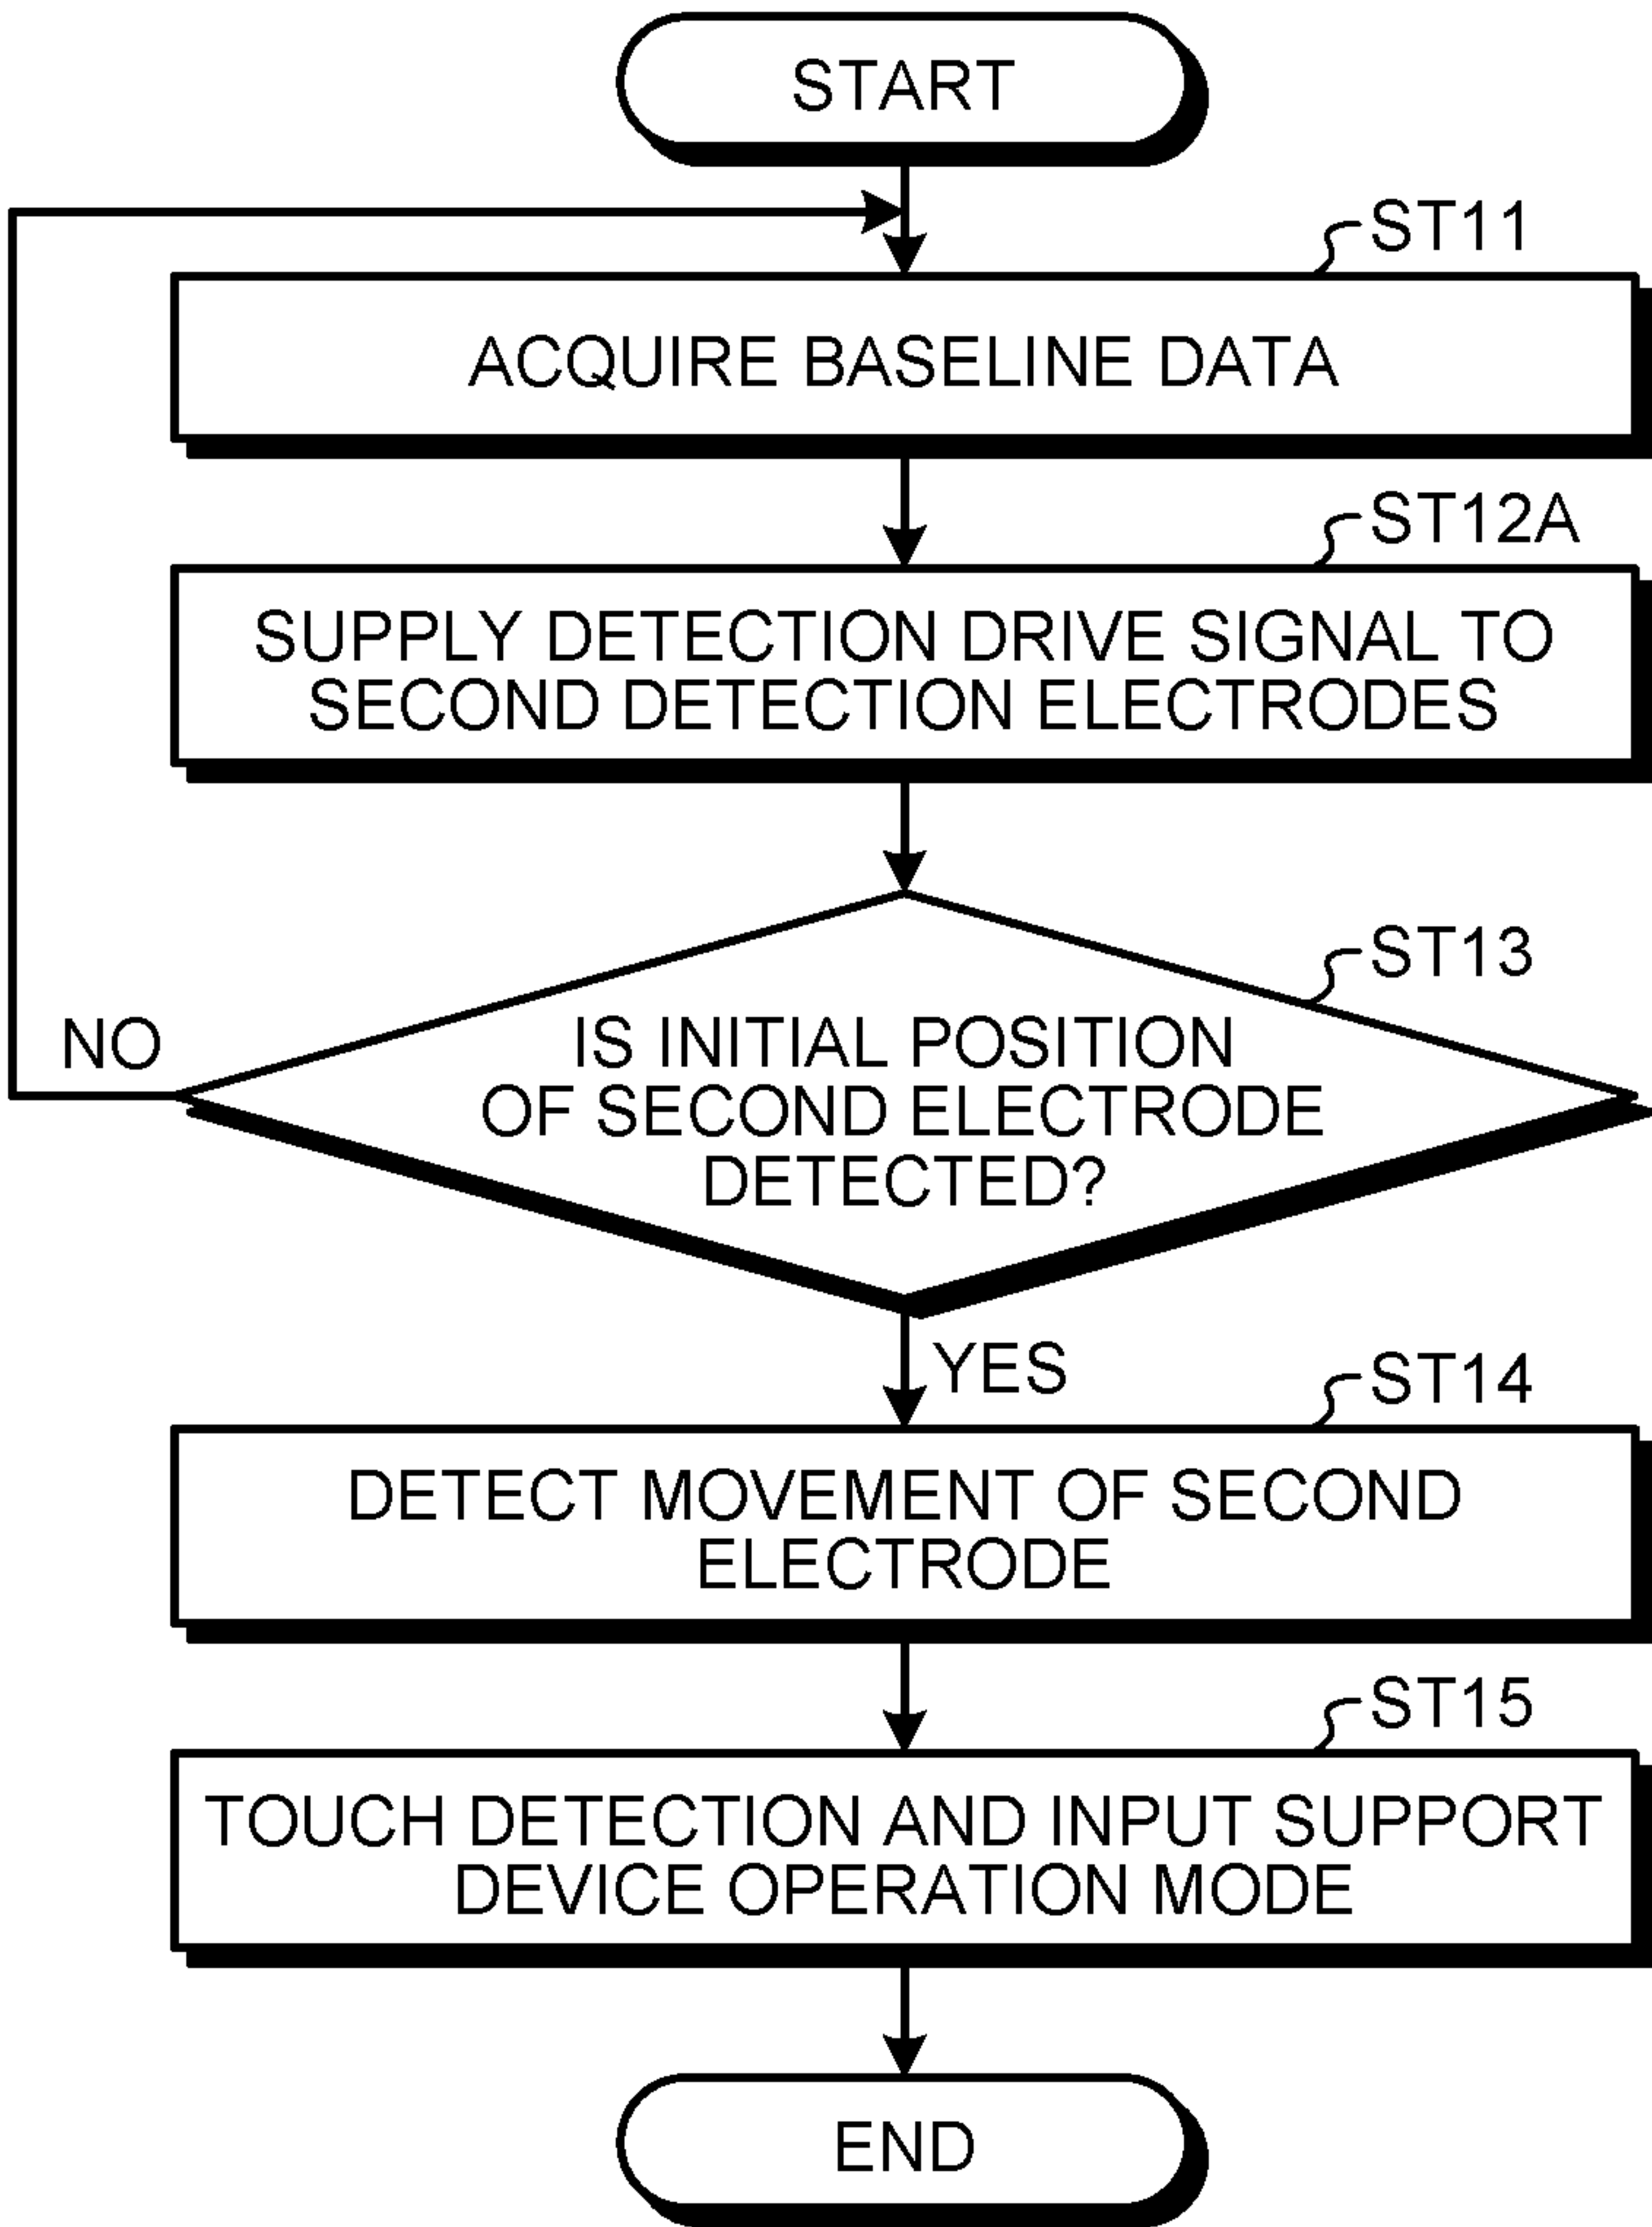 START
ST11
ACQUIRE BASELINE DATA
ST12A
SUPPLY DETECTION DRIVE SIGNAL TO
SECOND DETECTION ELECTRODES
ST13
NO
IS INITIAL POSITION
OF SECOND ELECTRODE
DETECTED?
YES
ST14
DETECT MOVEMENT OF SECOND
ELECTRODE
ST15
TOUCH DETECTION AND INPUT SUPPORT
DEVICE OPERATION MODE
END